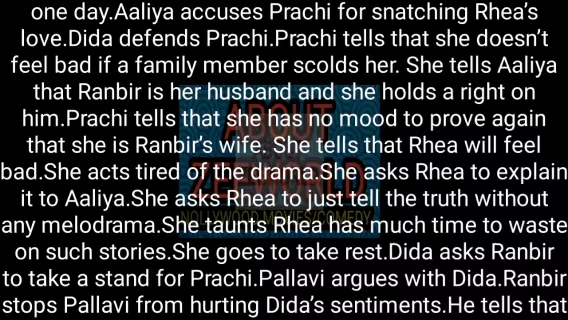 one day.Aaliya accuses Prachi for snatching Rhea's
love.Dida defends Prachi.Prachi tells that she doesn't
feel bad if a family member scolds her. She tells Aaliya
that Ranbir is her husband and she holds a right on
him.Prachi tells that she has no mood to prove again
that she is Ranbir's wife. She tells that Rhea will feel
bad.She acts tired of the drama.She asks Rhea to explain
it to Aaliya.She asks Rhea to just tell the truth without
any melodrama.She taunts Rhea has much time to waste
on such stories.She goes to take rest.Dida asks Ranbir
to take a stand for Prachi.Pallavi argues with Dida.Ranbir
stops Pallavi from hurting Dida's sentiments.He tells that
ABOUT
ZEEWORLD
NOLLYWOOD MOVIES/COMEDY